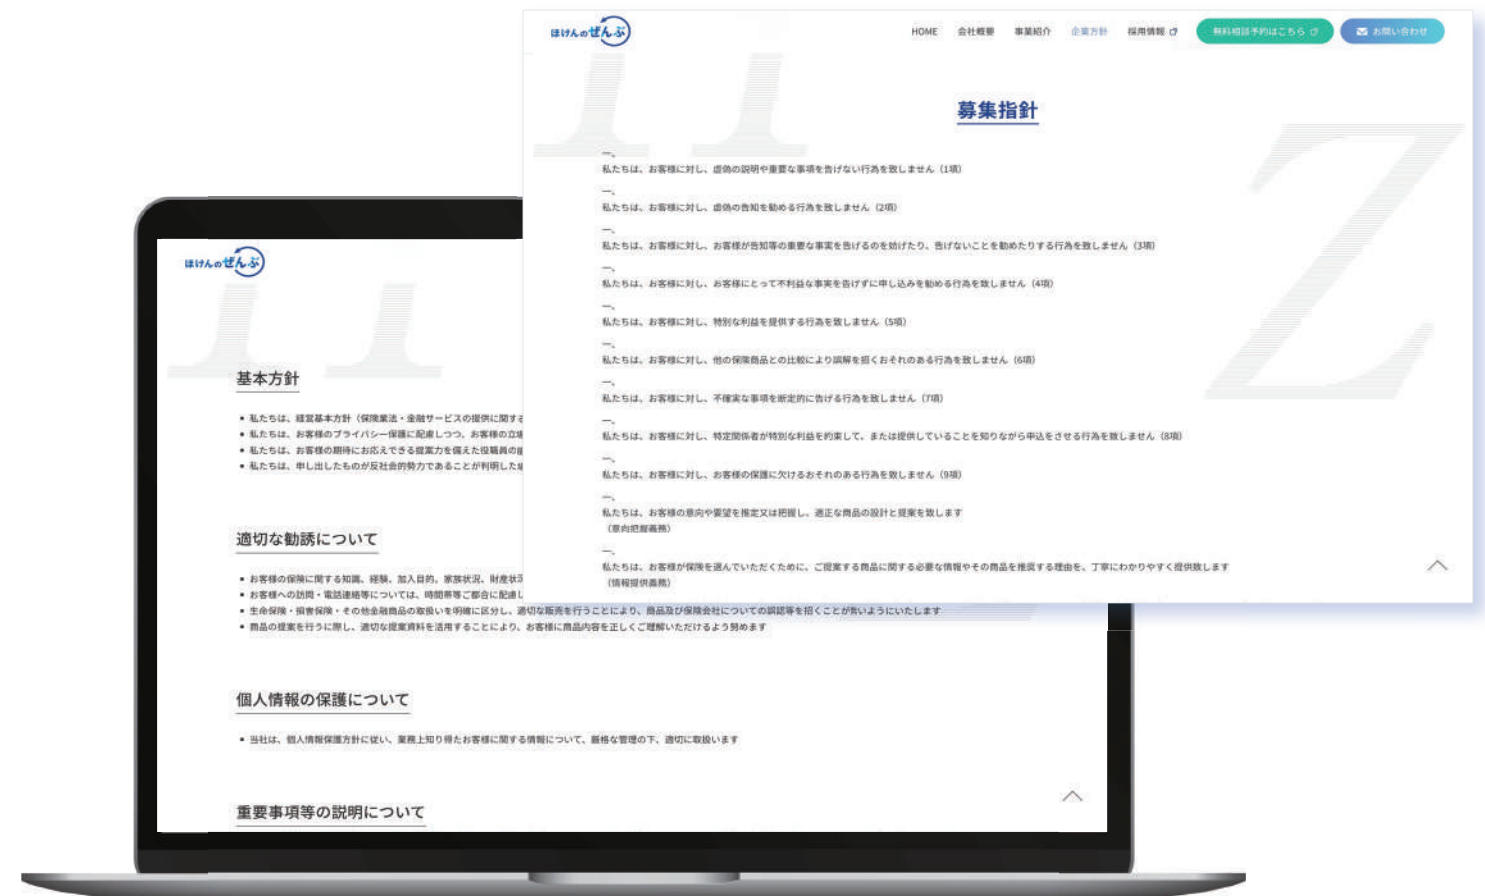 ほけんのぜんぶ
HOME 会社概要 事業紹介 企業方針 採用情報 無料相談予約はこちら お問い合わせ
募集指針
一、
私たちは、お客様に対し、虚偽の説明や重要な事項を告げない行為を致しません（1項）
一、
私たちは、お客様に対し、虚偽の告知を勧める行為を致しません（2項）
一、
私たちは、お客様に対し、お客様が告知等の重要な事実を告げるのを妨げたり、告げないことを勧めたりする行為を致しません（3項）
一、
私たちは、お客様に対し、お客様にとって不利益な事実を告げずに申し込みを勧める行為を致しません（4項）
一、
私たちは、お客様に対し、特別な利益を提供する行為を致しません（5項）
一、
私たちは、お客様に対し、他の保険商品との比較により誤解を招くおそれのある行為を致しません（6項）
一、
私たちは、お客様に対し、不確実な事項を断定的に告げる行為を致しません（7項）
一、
私たちは、お客様に対し、特定関係者が特別な利益を約束して、または提供していることを知りながら申込をさせる行為を致しません（8項）
一、
私たちは、お客様に対し、お客様の保護に欠けるおそれのある行為を致しません（9項）
一、
私たちは、お客様の意向や要望を推定又は把握し、適正な商品の設計と提案を致します
（意向把握義務）
一、
私たちは、お客様が保険を選んでいただくために、ご提案する商品に関する必要な情報やその商品を推奨する理由を、丁寧にわかりやすく提供致します
（情報提供義務）
Z
ほけんのぜんぶ
基本方針
▪ 私たちは、経営基本方針（保険業法・金融サービスの提供に関する
▪ 私たちは、お客様のプライバシー保護に配慮しつつ、お客様の立場
▪ 私たちは、お客様の期待にお応えできる提案力を備えた役職員の
▪ 私たちは、申し出したものが反社会的勢力であることが判明した
適切な勧誘について
▪ お客様の保険に関する知識、経験、加入目的、家族状況、財産状況
▪ お客様への訪問・電話連絡等については、時間帯等ご都合に配慮し
▪ 生命保険・損害保険・その他金融商品の取扱いを明確に区分し、適切な販売を行うことにより、商品及び保険会社についての誤認等を招くことが無いようにいたします
▪ 商品の提案を行うに際し、適切な提案資料を活用することにより、お客様に商品内容を正しくご理解いただけるよう努めます
個人情報の保護について
▪ 当社は、個人情報保護方針に従い、業務上知り得たお客様に関する情報について、厳格な管理の下、適切に取扱います
重要事項等の説明について